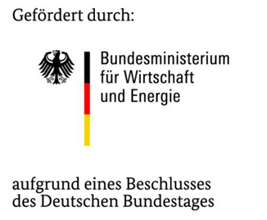 Gefördert durch:
Bundesministerium
für Wirtschaft
und Energie
aufgrund eines Beschlusses
des Deutschen Bundestages